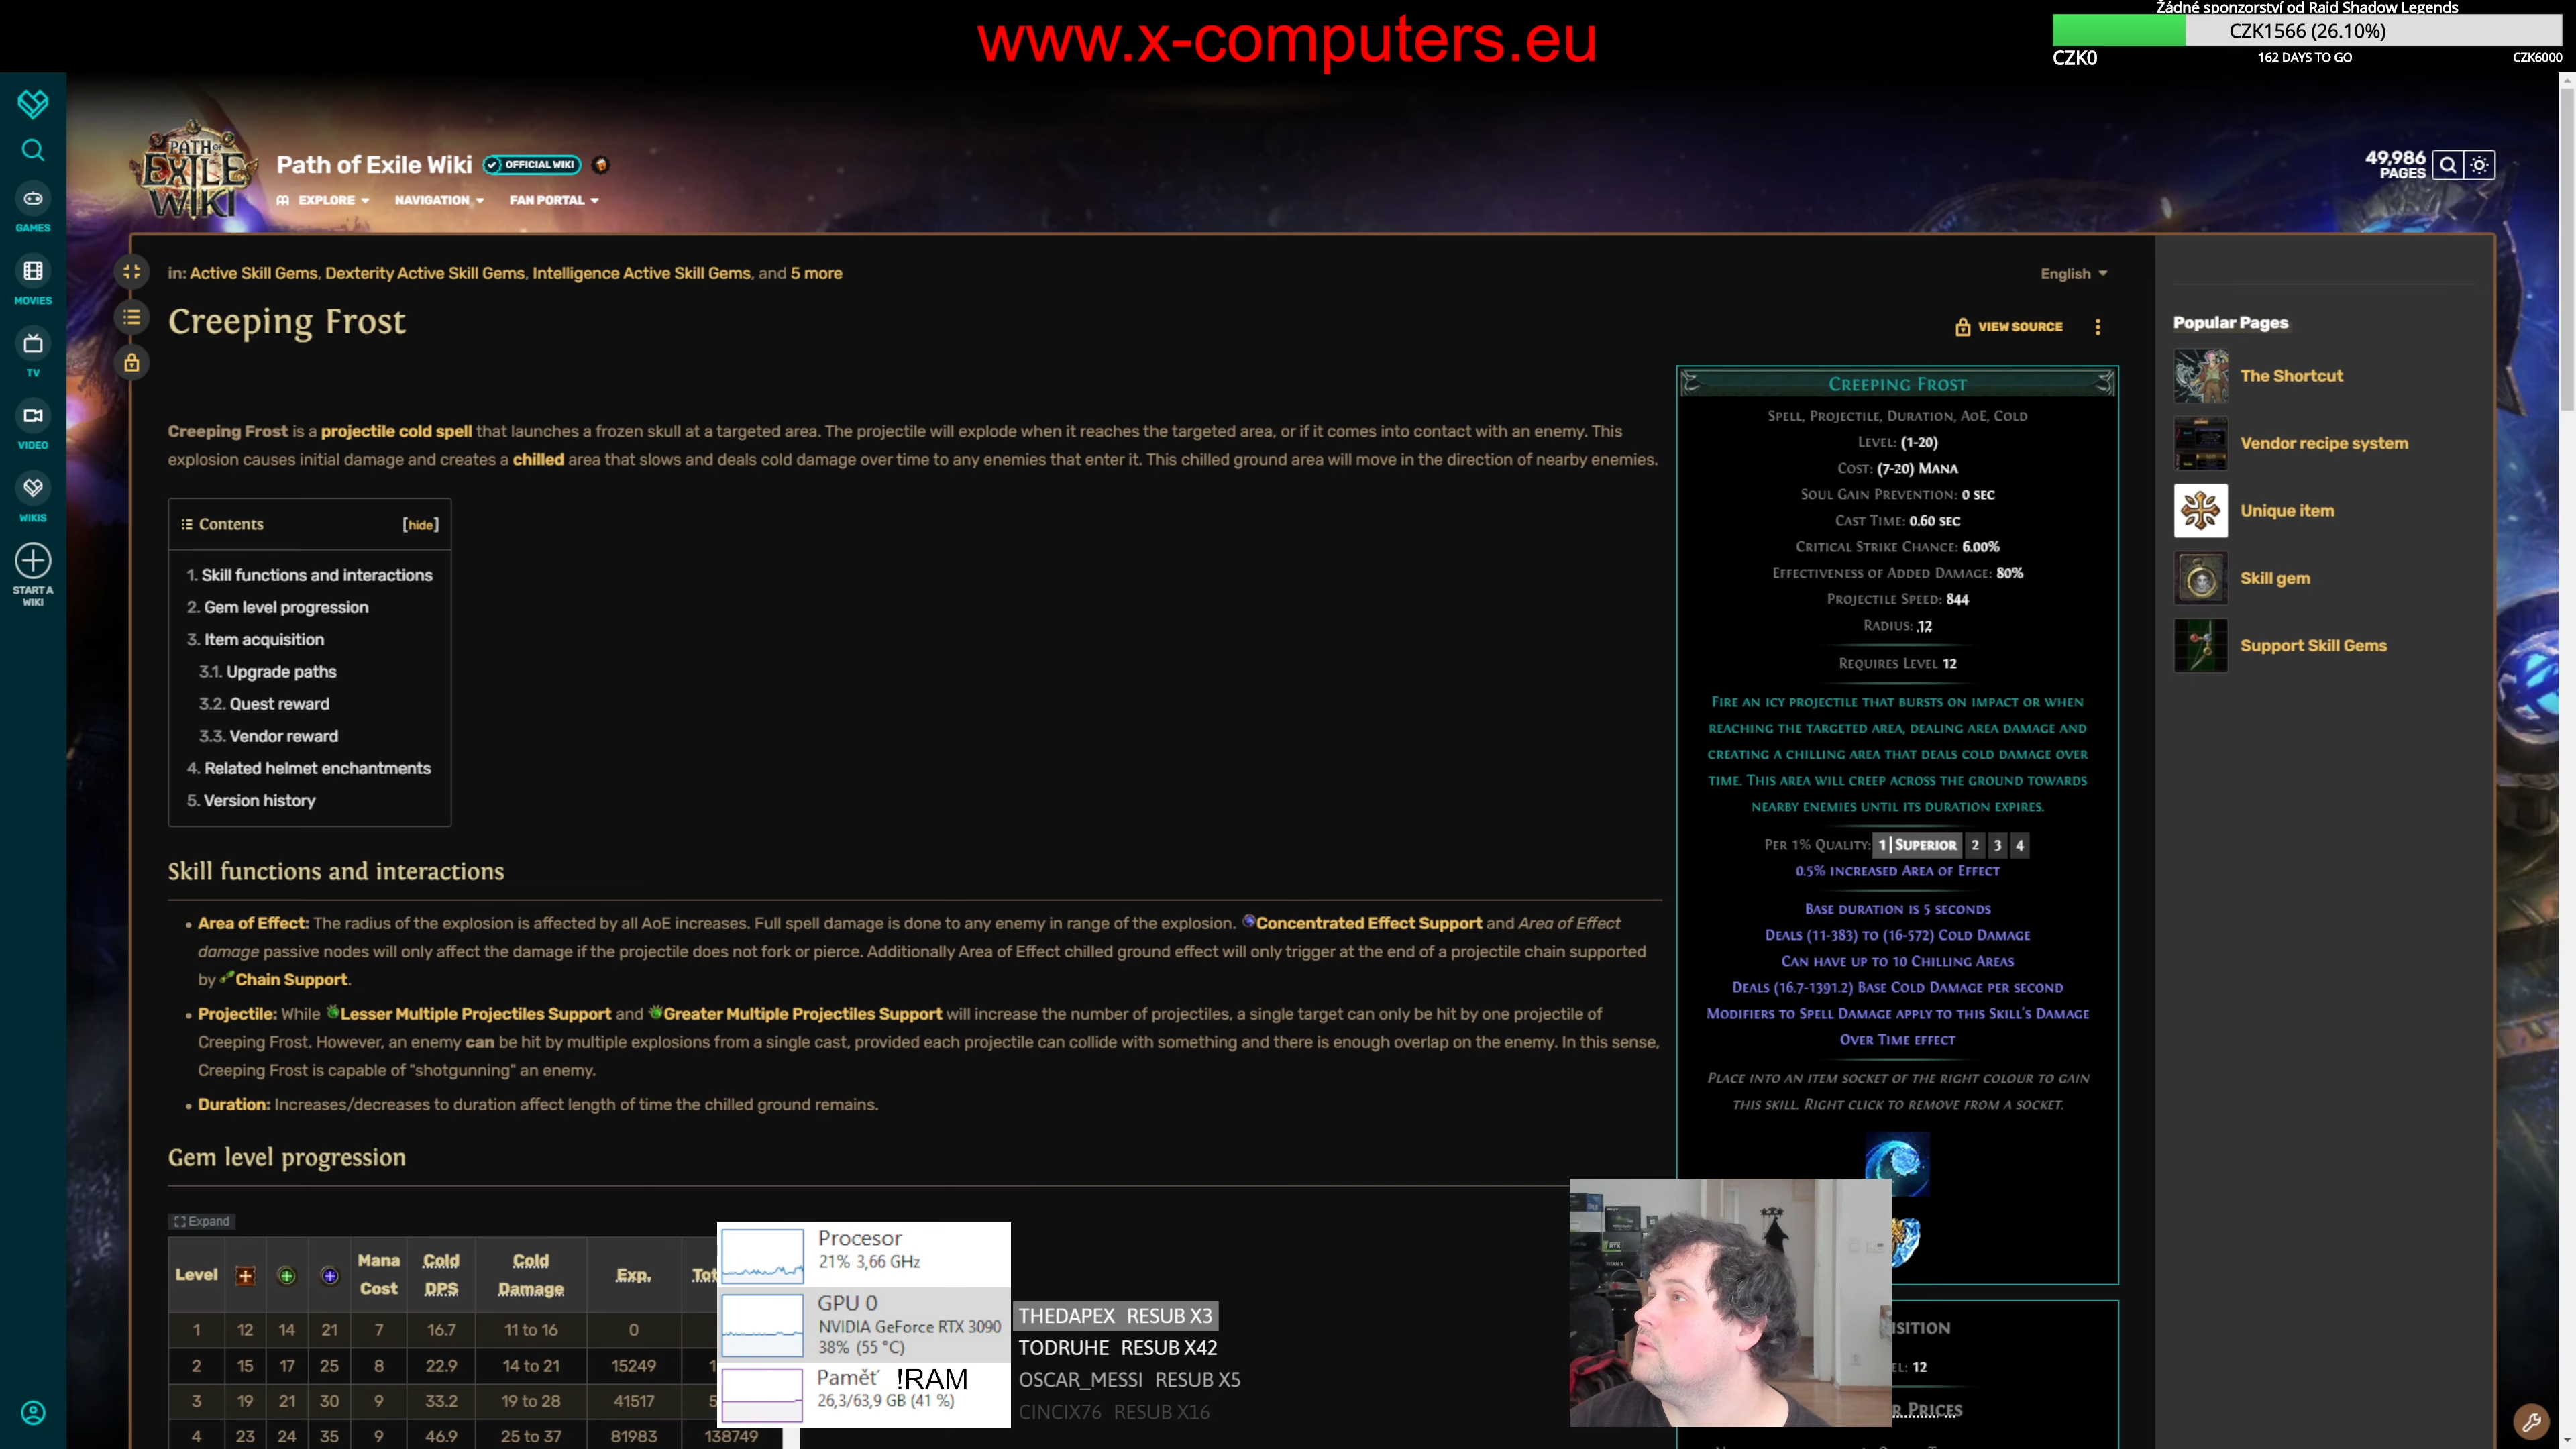 www.x-computers.eu
Žádné sponzorství od Raid Shadow Legends
CZK1566 (26.10%)
CZK0
162 DAYS TO GO
CZK6000
GAMES
MOVIES
TV
VIDEO
WIKIS
START A
WIKI
PATH OF
EXILE
WIKI
Path of Exile Wiki
OFFICIAL WIKI
EXPLORE
NAVIGATION
FAN PORTAL
49,986
PAGES
in: Active Skill Gems, Dexterity Active Skill Gems, Intelligence Active Skill Gems, and 5 more
English
Creeping Frost
VIEW SOURCE
Creeping Frost is a projectile cold spell that launches a frozen skull at a targeted area. The projectile will explode when it reaches the targeted area, or if it comes into contact with an enemy. This
explosion causes initial damage and creates a chilled area that slows and deals cold damage over time to any enemies that enter it. This chilled ground area will move in the direction of nearby enemies.
Contents [hide]
1. Skill functions and interactions
2. Gem level progression
3. Item acquisition
3.1. Upgrade paths
3.2. Quest reward
3.3. Vendor reward
4. Related helmet enchantments
5. Version history
Skill functions and interactions
• Area of Effect: The radius of the explosion is affected by all AoE increases. Full spell damage is done to any enemy in range of the explosion. Concentrated Effect Support and Area of Effect
damage passive nodes will only affect the damage if the projectile does not fork or pierce. Additionally Area of Effect chilled ground effect will only trigger at the end of a projectile chain supported
by Chain Support.
• Projectile: While Lesser Multiple Projectiles Support and Greater Multiple Projectiles Support will increase the number of projectiles, a single target can only be hit by one projectile of
Creeping Frost. However, an enemy can be hit by multiple explosions from a single cast, provided each projectile can collide with something and there is enough overlap on the enemy. In this sense,
Creeping Frost is capable of "shotgunning" an enemy.
• Duration: Increases/decreases to duration affect length of time the chilled ground remains.
Gem level progression
Expand
Level Mana Cost Cold DPS Cold Damage Exp. Tot
1 12 14 21 7 16.7 11 to 16 0
2 15 17 25 8 22.9 14 to 21 15249 1
3 19 21 30 9 33.2 19 to 28 41517 5
4 23 24 35 9 46.9 25 to 37 81983 138749
CREEPING FROST
SPELL, PROJECTILE, DURATION, AOE, COLD
LEVEL: (1-20)
COST: (7-20) MANA
SOUL GAIN PREVENTION: 0 SEC
CAST TIME: 0.60 SEC
CRITICAL STRIKE CHANCE: 6.00%
EFFECTIVENESS OF ADDED DAMAGE: 80%
PROJECTILE SPEED: 844
RADIUS: 12
REQUIRES LEVEL 12
FIRE AN ICY PROJECTILE THAT BURSTS ON IMPACT OR WHEN
REACHING THE TARGETED AREA, DEALING AREA DAMAGE AND
CREATING A CHILLING AREA THAT DEALS COLD DAMAGE OVER
TIME. THIS AREA WILL CREEP ACROSS THE GROUND TOWARDS
NEARBY ENEMIES UNTIL ITS DURATION EXPIRES.
PER 1% QUALITY: 1 | SUPERIOR 2 3 4
0.5% INCREASED AREA OF EFFECT
BASE DURATION IS 5 SECONDS
DEALS (11-383) TO (16-572) COLD DAMAGE
CAN HAVE UP TO 10 CHILLING AREAS
DEALS (16.7-1391.2) BASE COLD DAMAGE PER SECOND
MODIFIERS TO SPELL DAMAGE APPLY TO THIS SKILL'S DAMAGE
OVER TIME EFFECT
PLACE INTO AN ITEM SOCKET OF THE RIGHT COLOUR TO GAIN
THIS SKILL. RIGHT CLICK TO REMOVE FROM A SOCKET.
ISITION
EL: 12
R PRICES
Popular Pages
The Shortcut
Vendor recipe system
Unique item
Skill gem
Support Skill Gems
Procesor
21% 3,66 GHz
GPU 0
NVIDIA GeForce RTX 3090
38% (55 °C)
Paměť !RAM
26,3/63,9 GB (41 %)
THEDAPEX RESUB X3
TODRUHE RESUB X42
OSCAR_MESSI RESUB X5
CINCIX76 RESUB X16